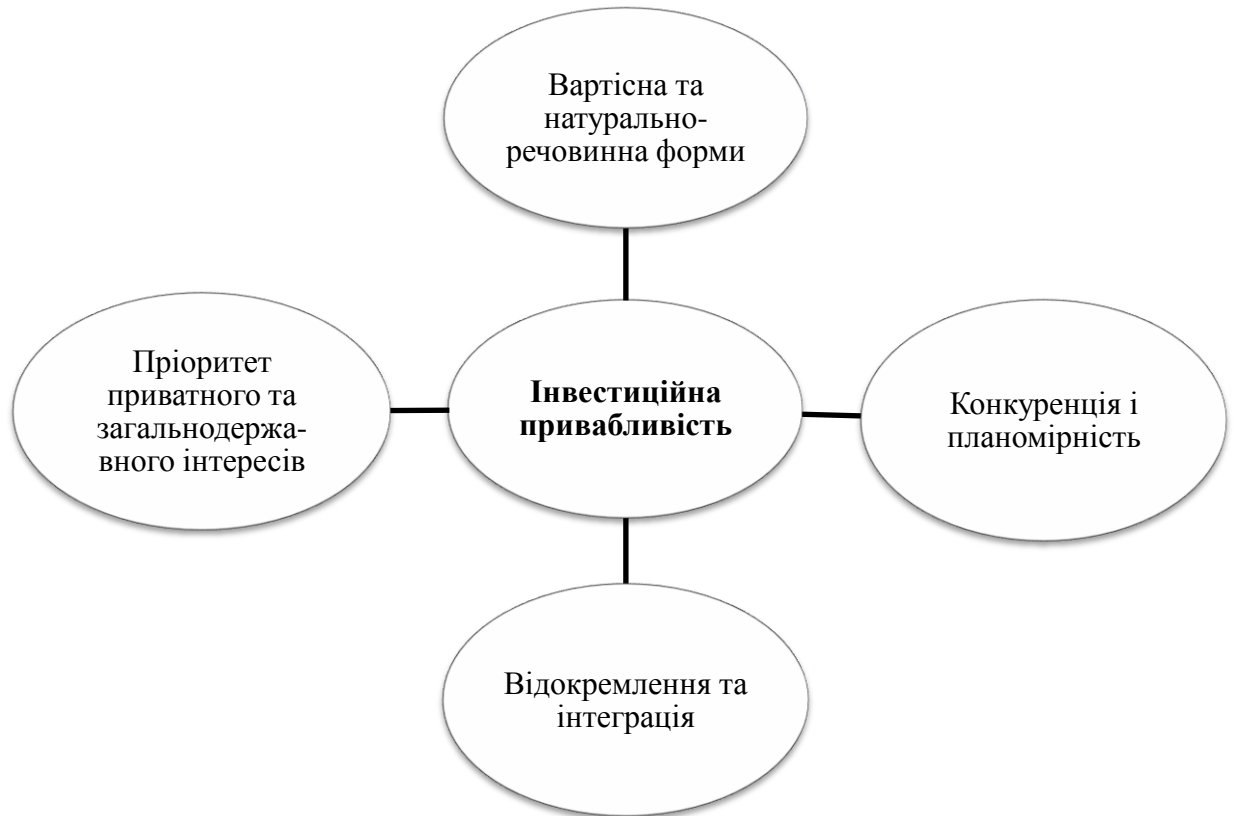 Вартісна та
натурально-
речовинна форми
Пріоритет
приватного та
загальнодержа-
вного інтересів
Інвестиційна
привабливість
Конкуренція і
планомірність
Відокремлення та
інтеграція